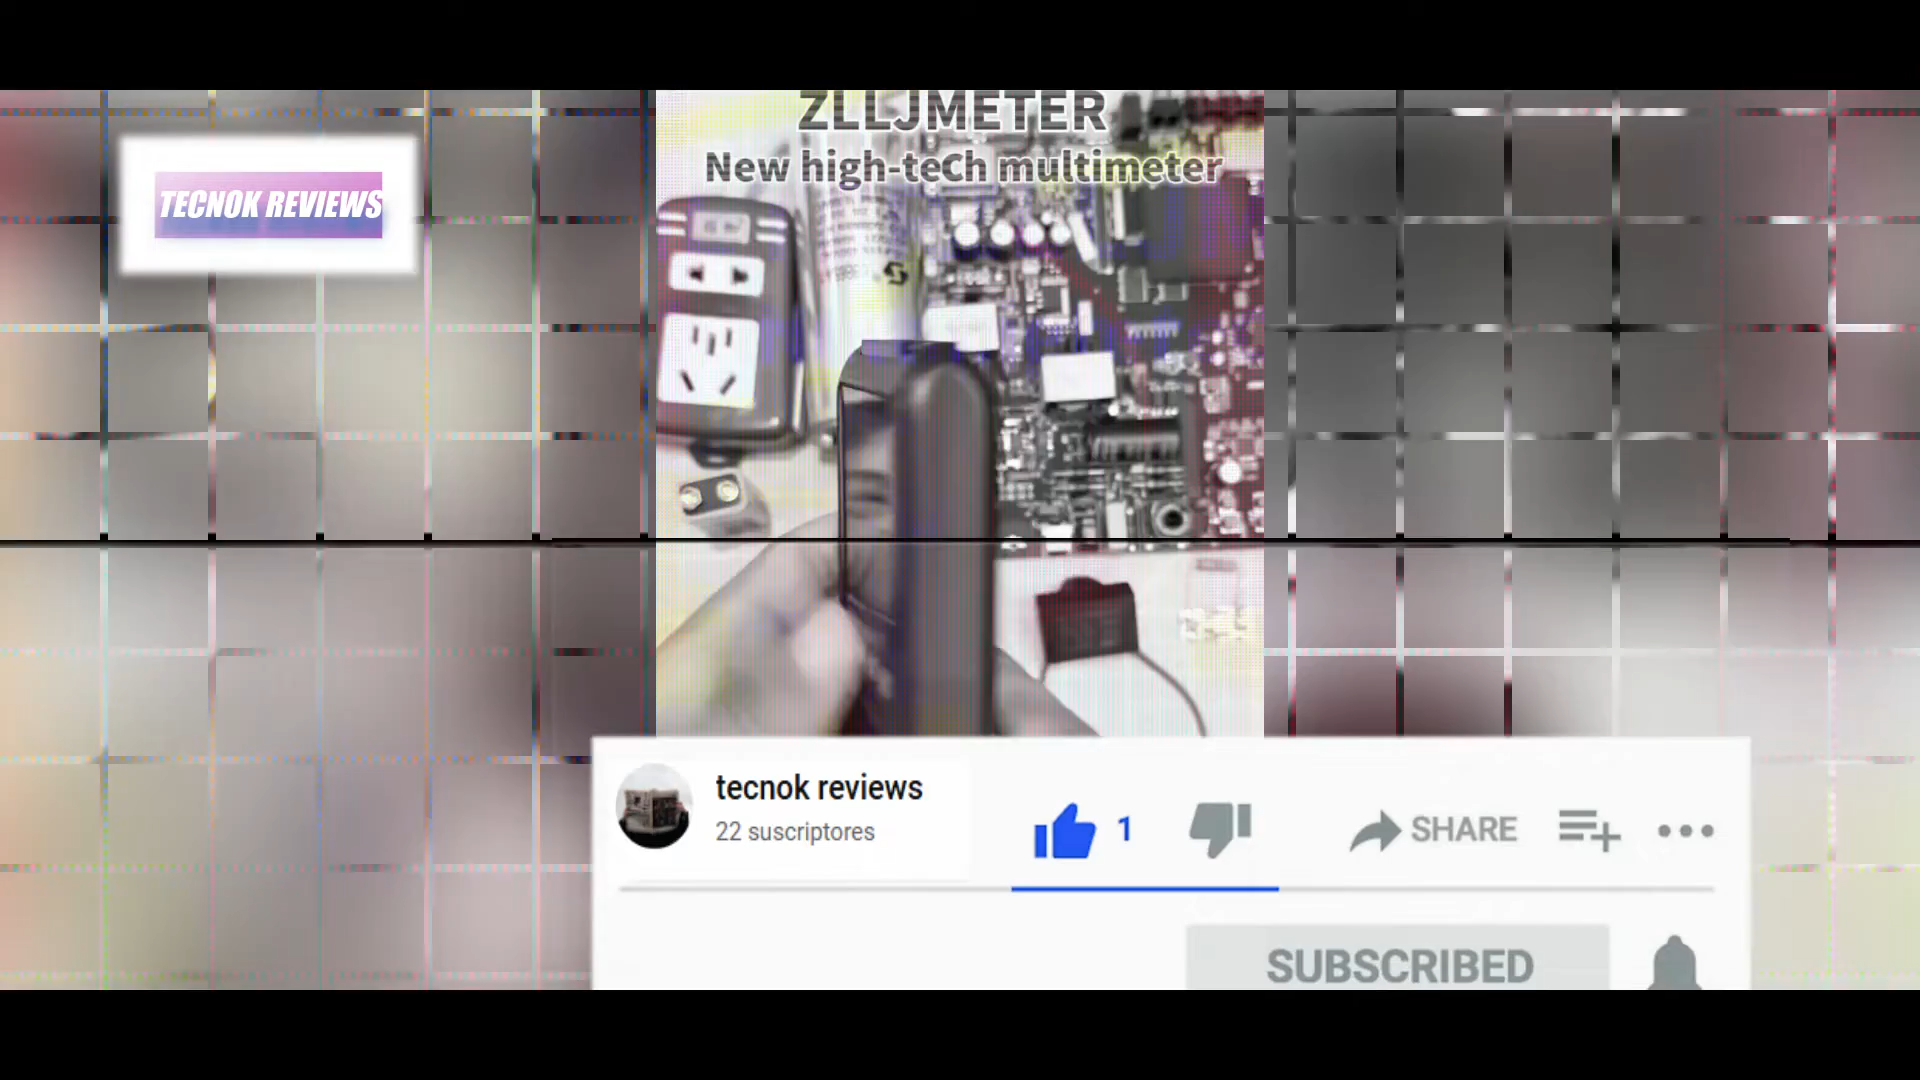 ZLLJMETER
New high-teCh multimeter
TECNOK REVIEWS
tecnok reviews
22 suscriptores
1
SHARE
SUBSCRIBED